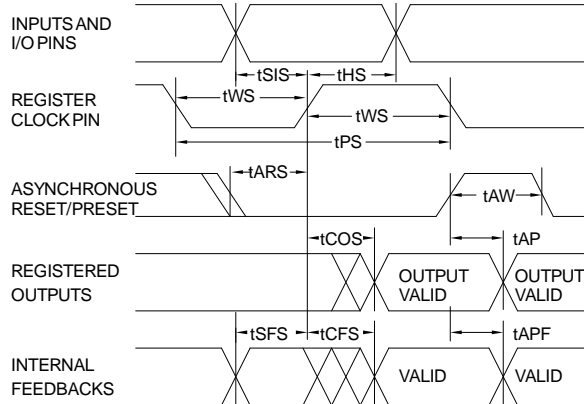 INPUTS AND
I/O PINS
tSIS
tHS
REGISTER
CLOCK PIN
tWS
tWS
tPS
tARS
ASYNCHRONOUS
RESET/PRESET
tAW
tCOS
tAP
REGISTERED
OUTPUTS
OUTPUT
VALID
OUTPUT
VALID
tSFS
tCFS
tAPF
INTERNAL
FEEDBACKS
VALID
VALID